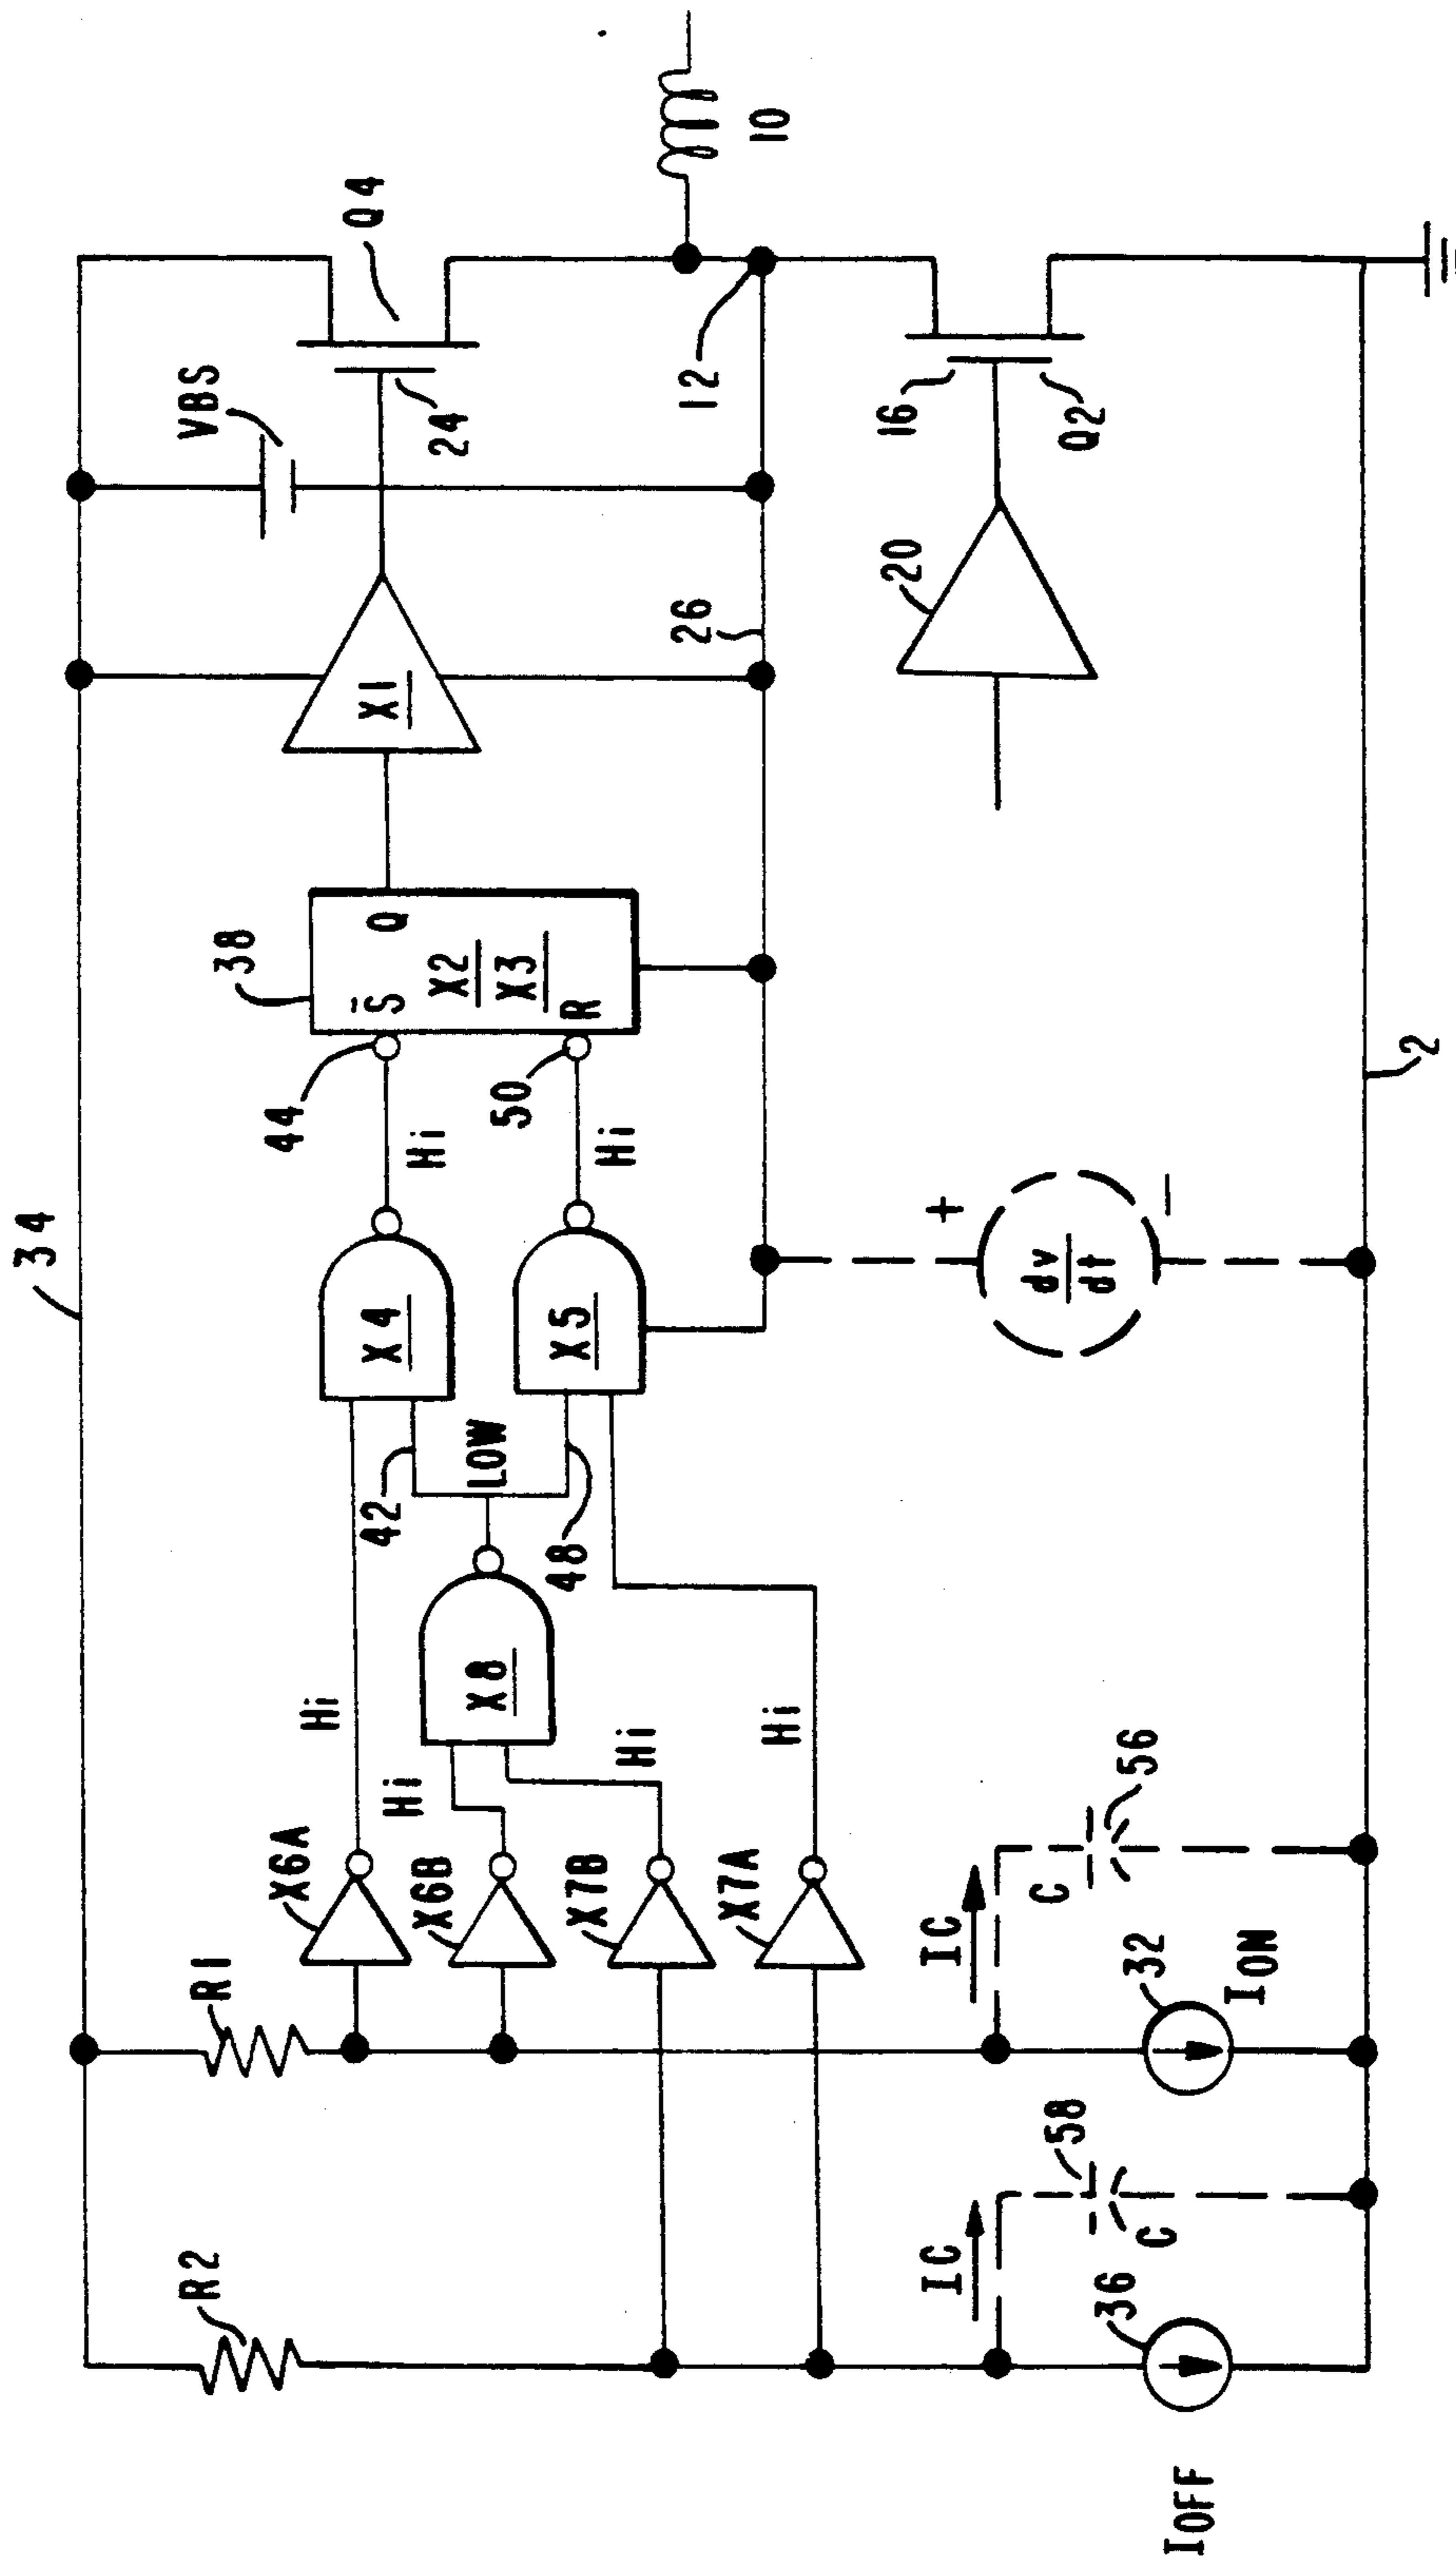 34
R2
R1
X6A
X6B
X7B
X7A
Hi
Hi
Hi
Hi
X8
42
LOW
48
X4
X5
Hi
Hi
44
50
38
S̄
Q
X2
X3
R
X1
VBS
24
Q4
10
12
26
20
16
Q2
dv
dt
+
−
IC
58
C
36
IOFF
IC
C
56
32
ION
2